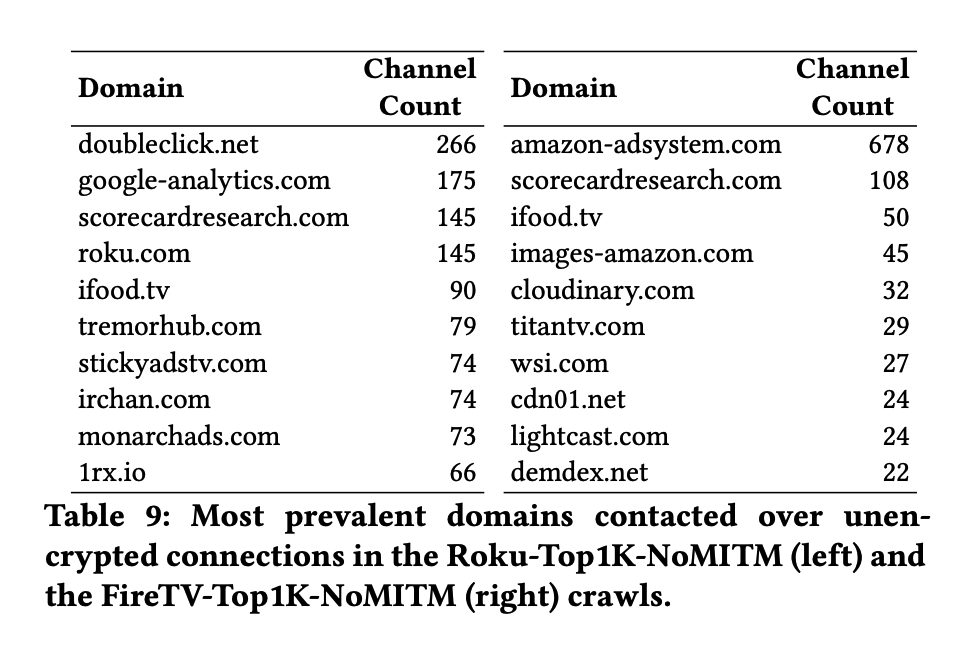 Domain Channel Count Domain Channel Count
doubleclick.net 266 amazon-adsystem.com 678
google-analytics.com 175 scorecardresearch.com 108
scorecardresearch.com 145 ifood.tv 50
roku.com 145 images-amazon.com 45
ifood.tv 90 cloudinary.com 32
tremorhub.com 79 titantv.com 29
stickyadstv.com 74 wsi.com 27
irchan.com 74 cdn01.net 24
monarchads.com 73 lightcast.com 24
1rx.io 66 demdex.net 22
Table 9: Most prevalent domains contacted over unen-
crypted connections in the Roku-Top1K-NoMITM (left) and
the FireTV-Top1K-NoMITM (right) crawls.